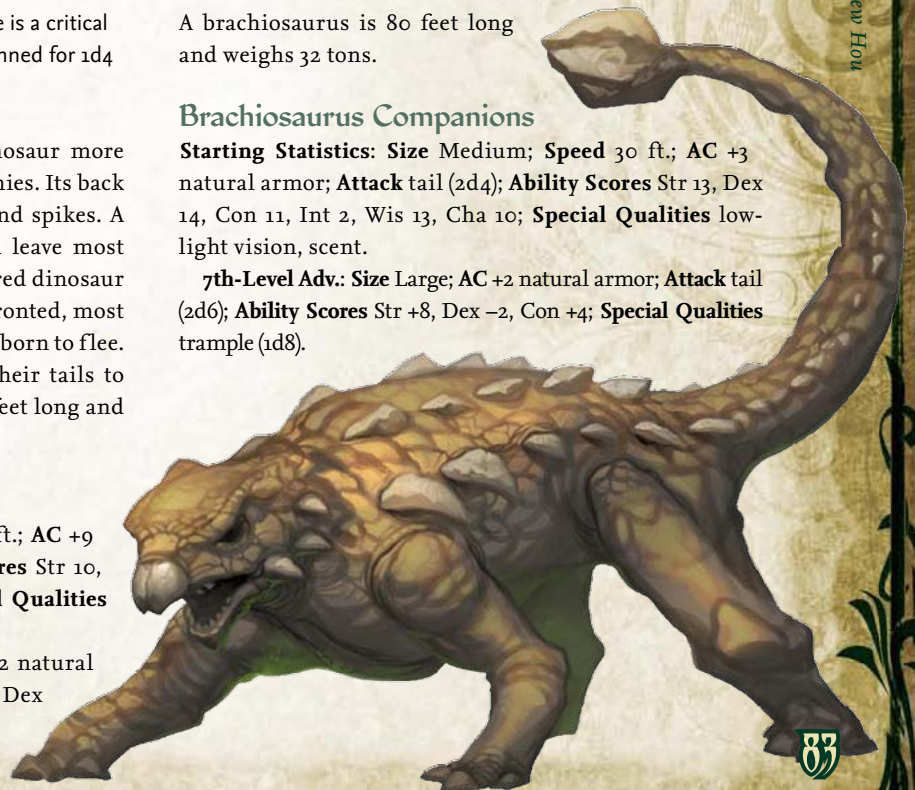 e is a critical
nned for 1d4
nosaur more
nies. Its back
nd spikes. A
leave most
red dinosaur
ronted, most
born to flee.
heir tails to
feet long and
ft.; AC +9
res Str 10,
l Qualities
2 natural
Dex
A brachiosaurus is 80 feet long
and weighs 32 tons.
Brachiosaurus Companions
Starting Statistics: Size Medium; Speed 30 ft.; AC +3
natural armor; Attack tail (2d4); Ability Scores Str 13, Dex
14, Con 11, Int 2, Wis 13, Cha 10; Special Qualities low-
light vision, scent.
7th-Level Adv.: Size Large; AC +2 natural armor; Attack tail
(2d6); Ability Scores Str +8, Dex –2, Con +4; Special Qualities
trample (1d8).
ew Hou
83